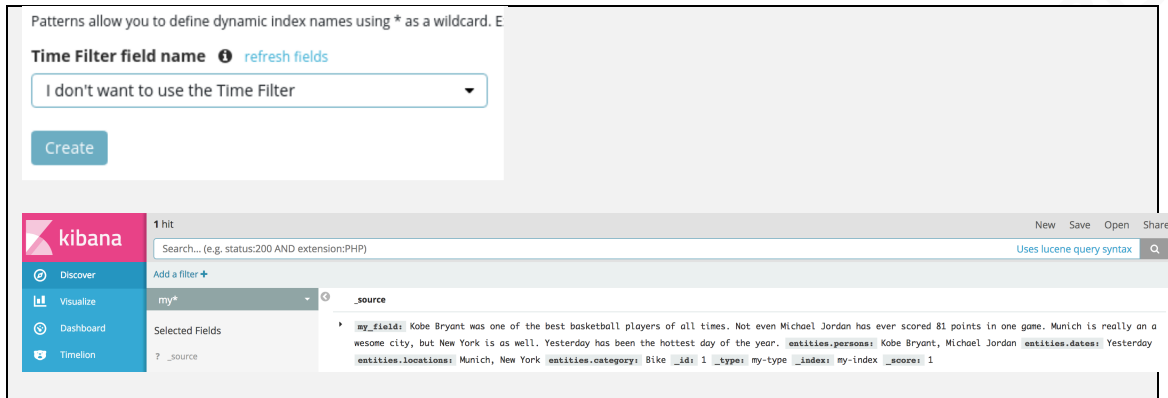 Patterns allow you to define dynamic index names using * as a wildcard. E
Time Filter field name refresh fields
I don't want to use the Time Filter
Create
kibana
1 hit
New Save Open Share
Search... (e.g. status:200 AND extension:PHP)
Uses lucene query syntax
Discover
Add a filter +
Visualize
my*
_source
Dashboard
Selected Fields
my_field: Kobe Bryant was one of the best basketball players of all times. Not even Michael Jordan has ever scored 81 points in one game. Munich is really an a
wesome city, but New York is as well. Yesterday has been the hottest day of the year. entities.persons: Kobe Bryant, Michael Jordan entities.dates: Yesterday
entities.locations: Munich, New York entities.category: Bike _id: 1 _type: my-type _index: my-index _score: 1
Timelion
? _source